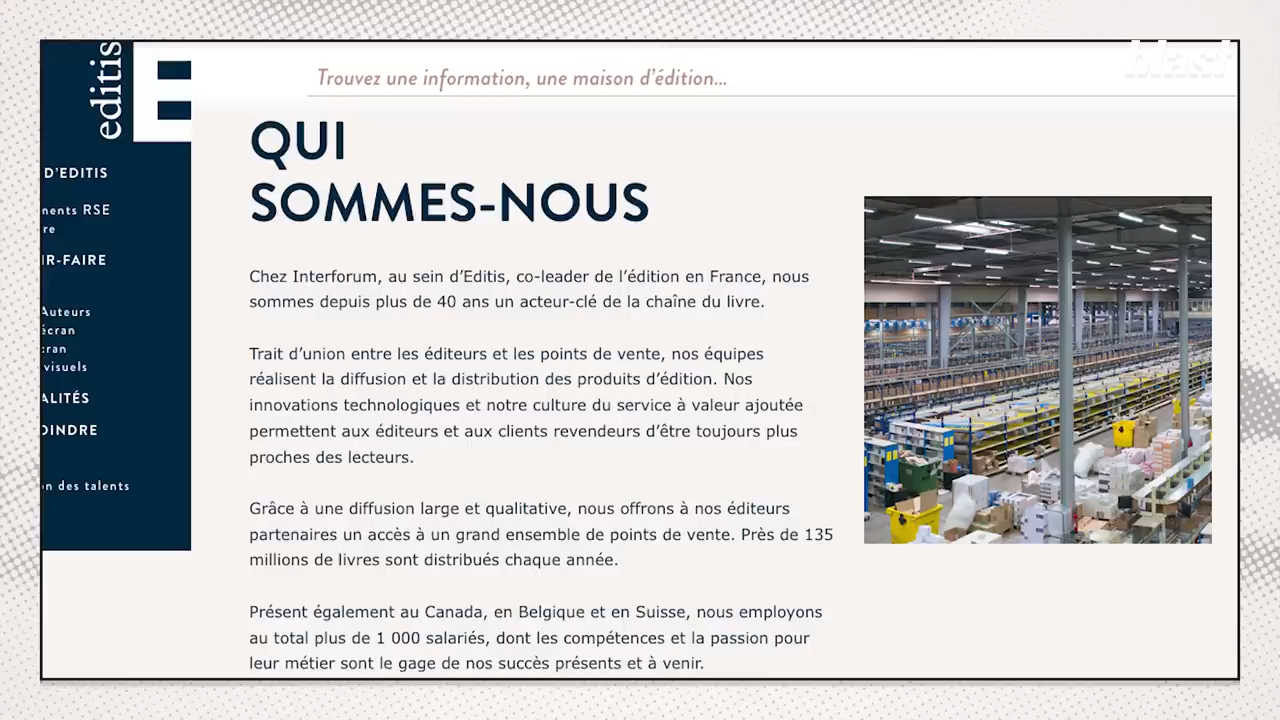 blast
editis
E
Trouvez une information, une maison d'édition...
D'EDITIS
nents RSE
re
IR-FAIRE
Auteurs
écran
cran
visuels
ALITÉS
OINDRE
on des talents
QUI
SOMMES-NOUS
Chez Interforum, au sein d'Editis, co-leader de l'édition en France, nous
sommes depuis plus de 40 ans un acteur-clé de la chaîne du livre.
Trait d'union entre les éditeurs et les points de vente, nos équipes
réalisent la diffusion et la distribution des produits d'édition. Nos
innovations technologiques et notre culture du service à valeur ajoutée
permettent aux éditeurs et aux clients revendeurs d'être toujours plus
proches des lecteurs.
Grâce à une diffusion large et qualitative, nous offrons à nos éditeurs
partenaires un accès à un grand ensemble de points de vente. Près de 135
millions de livres sont distribués chaque année.
Présent également au Canada, en Belgique et en Suisse, nous employons
au total plus de 1 000 salariés, dont les compétences et la passion pour
leur métier sont le gage de nos succès présents et à venir.